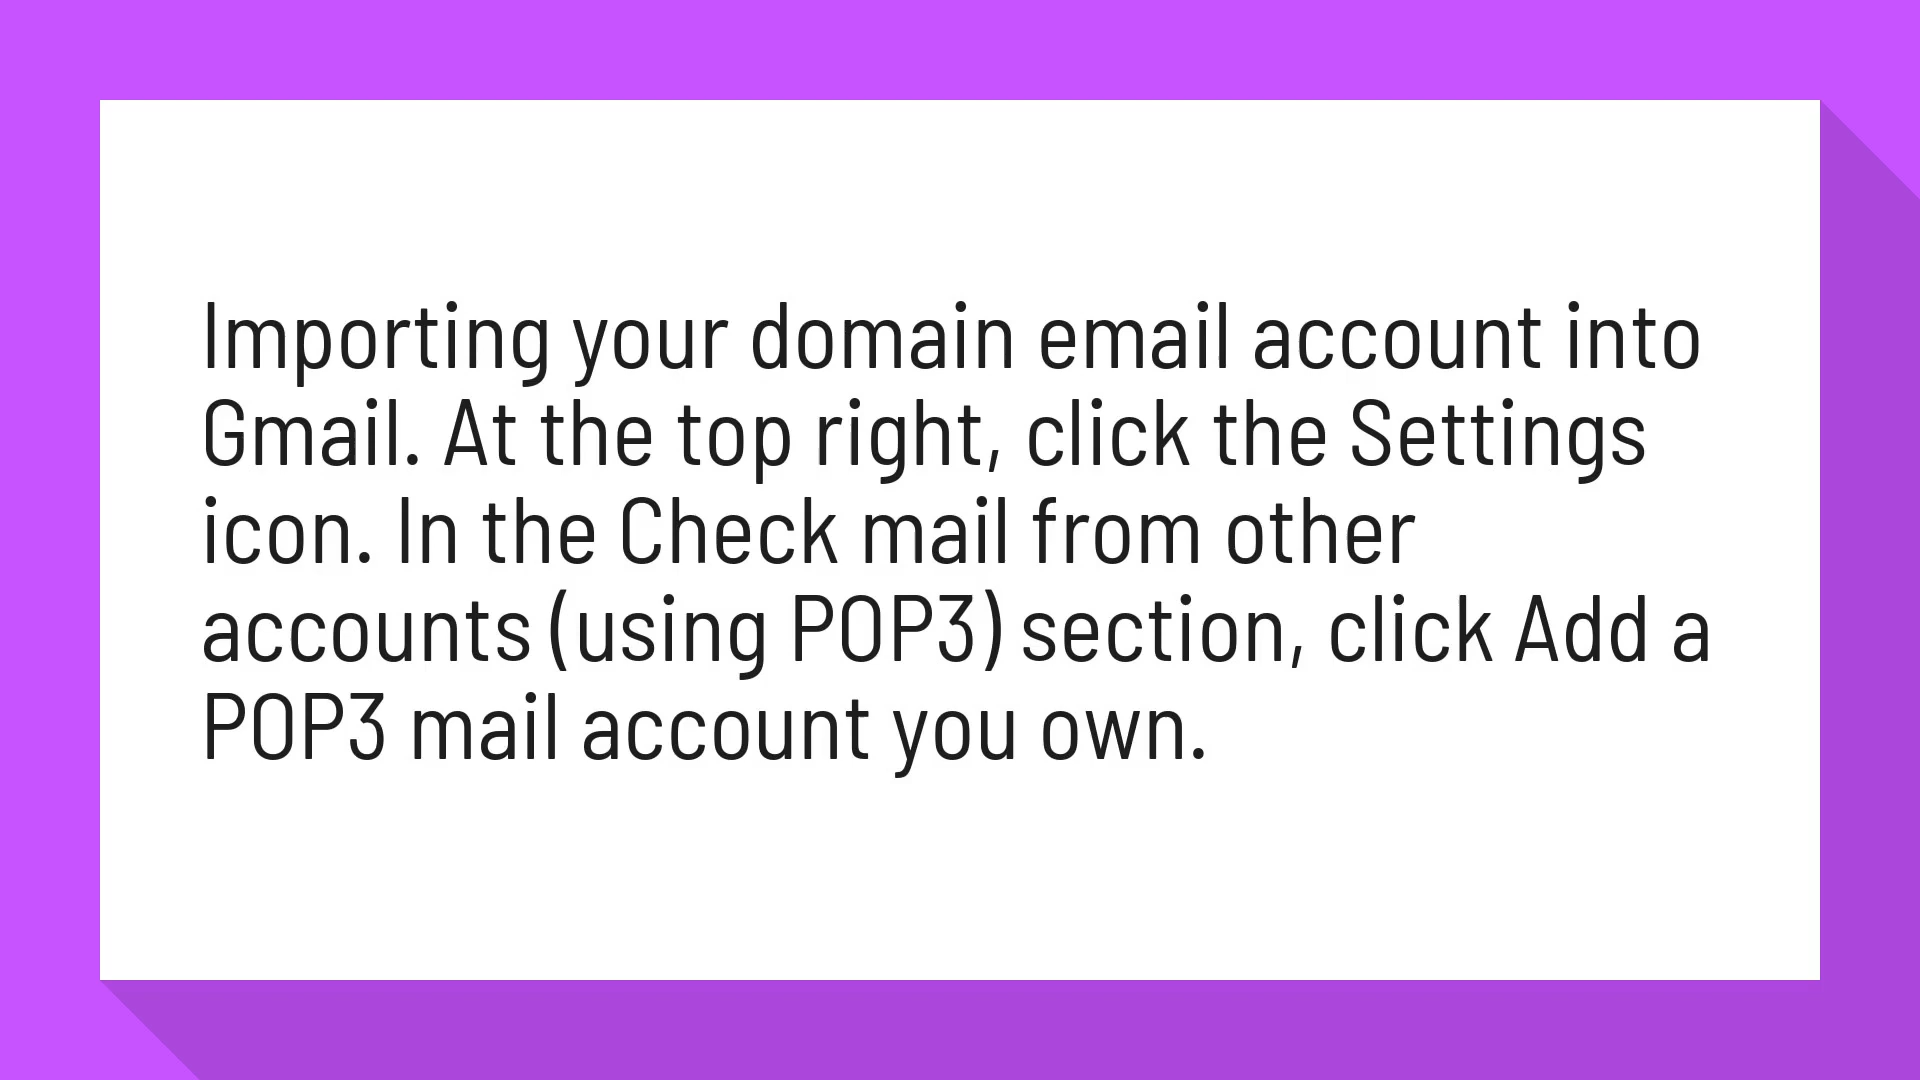 Importing your domain email account into
Gmail. At the top right, click the Settings
icon. In the Check mail from other
accounts (using POP3) section, click Add a
POP3 mail account you own.